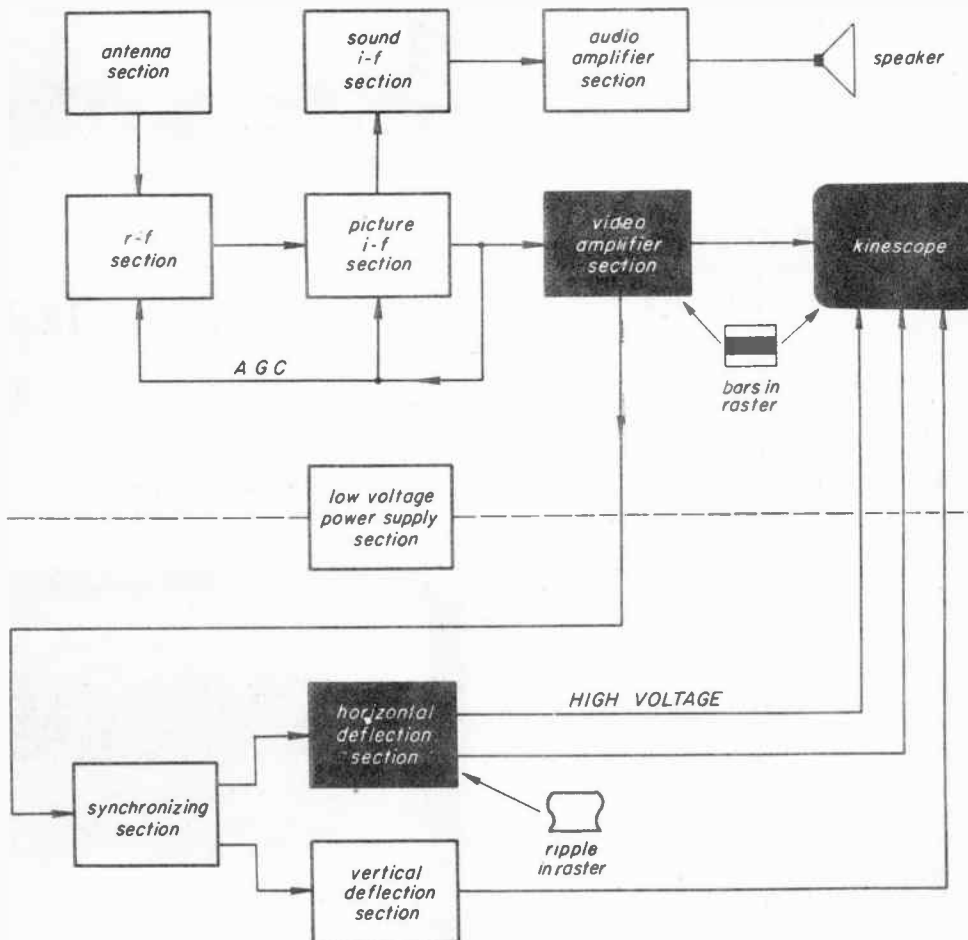 antenna
section
sound
i-f
section
audio
amplifier
section
speaker
r-f
section
picture
i-f
section
video
amplifier
section
kinescope
AGC
bars in
raster
low voltage
power supply
section
HIGH VOLTAGE
horizontal
deflection
section
synchronizing
section
ripple
in raster
vertical
deflection
section